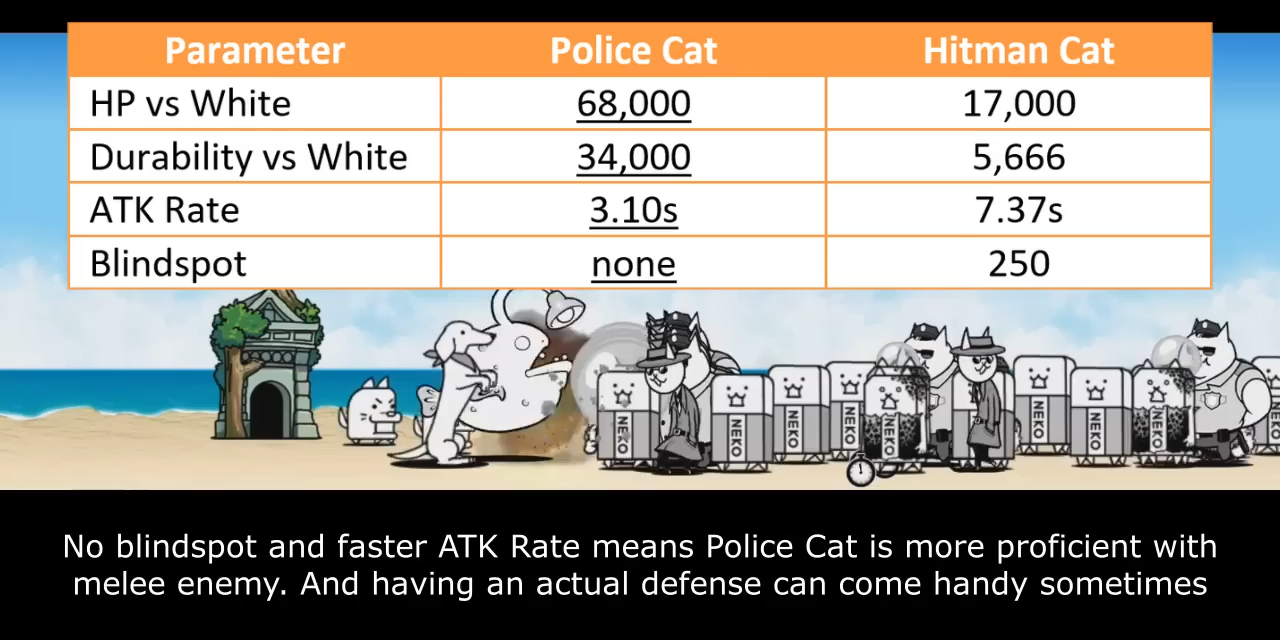 Parameter Police Cat Hitman Cat
HP vs White 68,000 17,000
Durability vs White 34,000 5,666
ATK Rate 3.10s 7.37s
Blindspot none 250
NEKO NEKO NEKO NEKO NEKO NEKO NEKO NEKO
No blindspot and faster ATK Rate means Police Cat is more proficient with
melee enemy. And having an actual defense can come handy sometimes